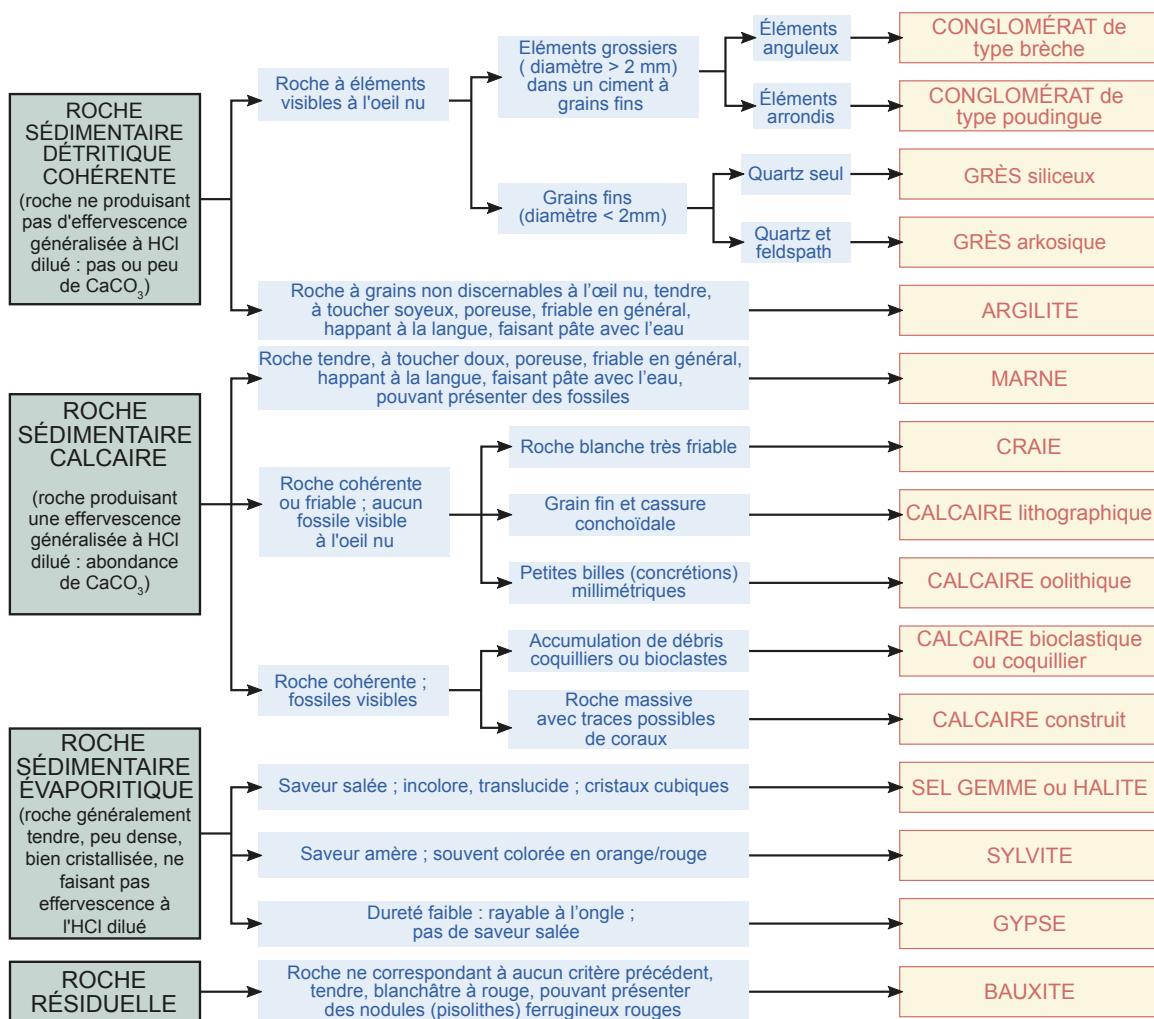 ROCHE
SÉDIMENTAIRE
DÉTRITIQUE
COHÉRENTE
(roche ne produisant
pas d'effervescence
généralisée à HCl
dilué : pas ou peu
de CaCO3)
Roche à éléments
visibles à l'oeil nu
Eléments grossiers
( diamètre > 2 mm)
dans un ciment à
grains fins
Éléments
anguleux
CONGLOMÉRAT de
type brèche
Éléments
arrondis
CONGLOMÉRAT de
type poudingue
Grains fins
(diamètre < 2mm)
Quartz seul
GRÈS siliceux
Quartz et
feldspath
GRÈS arkosique
Roche à grains non discernables à l'œil nu, tendre,
à toucher soyeux, poreuse, friable en général,
happant à la langue, faisant pâte avec l'eau
ARGILITE
ROCHE
SÉDIMENTAIRE
CALCAIRE
(roche produisant
une effervescence
généralisée à HCl
dilué : abondance
de CaCO3)
Roche tendre, à toucher doux, poreuse, friable en général,
happant à la langue, faisant pâte avec l'eau,
pouvant présenter des fossiles
MARNE
Roche cohérente
ou friable ; aucun
fossile visible
à l'oeil nu
Roche blanche très friable
CRAIE
Grain fin et cassure
conchoïdale
CALCAIRE lithographique
Petites billes (concrétions)
millimétriques
CALCAIRE oolithique
Roche cohérente ;
fossiles visibles
Accumulation de débris
coquilliers ou bioclastes
CALCAIRE bioclastique
ou coquillier
Roche massive
avec traces possibles
de coraux
CALCAIRE construit
ROCHE
SÉDIMENTAIRE
ÉVAPORITIQUE
(roche généralement
tendre, peu dense,
bien cristallisée, ne
faisant pas
effervescence à
l'HCl dilué
Saveur salée ; incolore, translucide ; cristaux cubiques
SEL GEMME ou HALITE
Saveur amère ; souvent colorée en orange/rouge
SYLVITE
Dureté faible : rayable à l'ongle ;
pas de saveur salée
GYPSE
ROCHE
RÉSIDUELLE
Roche ne correspondant à aucun critère précédent,
tendre, blanchâtre à rouge, pouvant présenter
des nodules (pisolithes) ferrugineux rouges
BAUXITE